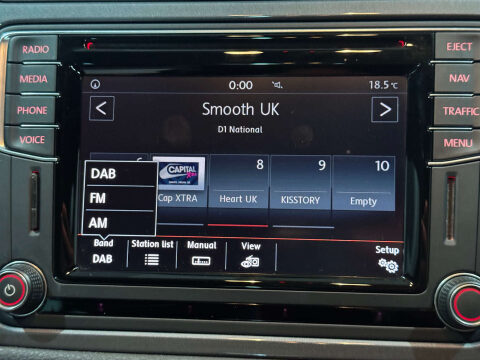 RADIO
MEDIA
PHONE
VOICE
EJECT
NAV
TRAFFIC
MENU
0:00
18.5°C
<
Smooth UK
>
D1 National
8
9
10
CAPITAL
Cap XTRA
Heart UK
KISSTORY
Empty
DAB
FM
AM
Band
DAB
Station list
Manual
View
Setup